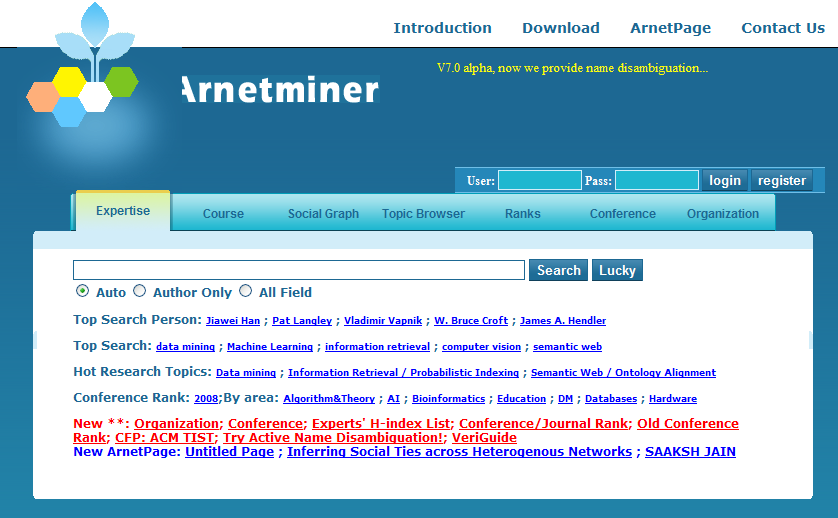 Introduction Download ArnetPage Contact Us
V7.0 alpha, now we provide name disambiguation...
Arnetminer
User: Pass: login register
Expertise Course Social Graph Topic Browser Ranks Conference Organization
Search Lucky
Auto Author Only All Field
Top Search Person: Jiawei Han ; Pat Langley ; Vladimir Vapnik ; W. Bruce Croft ; James A. Hendler
Top Search: data mining ; Machine Learning ; information retrieval ; computer vision ; semantic web
Hot Research Topics: Data mining ; Information Retrieval / Probabilistic Indexing ; Semantic Web / Ontology Alignment
Conference Rank: 2008;By area: Algorithm&Theory ; AI ; Bioinformatics ; Education ; DM ; Databases ; Hardware
New **: Organization; Conference; Experts' H-index List; Conference/Journal Rank; Old Conference
Rank; CFP: ACM TIST; Try Active Name Disambiguation!; VeriGuide
New ArnetPage: Untitled Page ; Inferring Social Ties across Heterogenous Networks ; SAAKSH JAIN